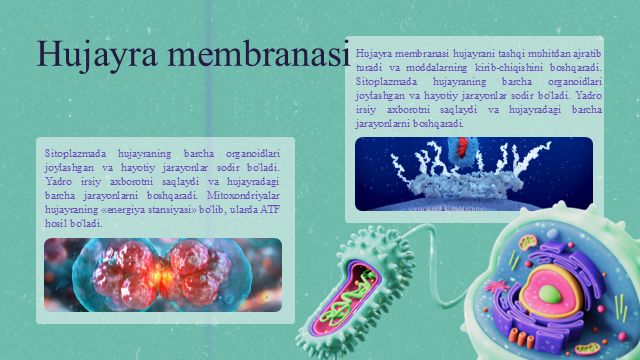 Hujayra membranasi
Hujayra membranasi hujayrani tashqi muhitdan ajratib
turadi va moddalarning kirib-chiqishini boshqaradi.
Sitoplazmada hujayraning barcha organoidlari
joylashgan va hayotiy jarayonlar sodir bo'ladi. Yadro
irsiy axborotni saqlaydi va hujayradagi barcha
jarayonlarni boshqaradi.
Sitoplazmada hujayraning barcha organoidlari
joylashgan va hayotiy jarayonlar sodir bo'ladi.
Yadro irsiy axborotni saqlaydi va hujayradagi
barcha jarayonlarni boshqaradi. Mitoxondriyalar
hujayraning «energiya stansiyasi» bo'lib, ularda ATF
hosil bo'ladi.